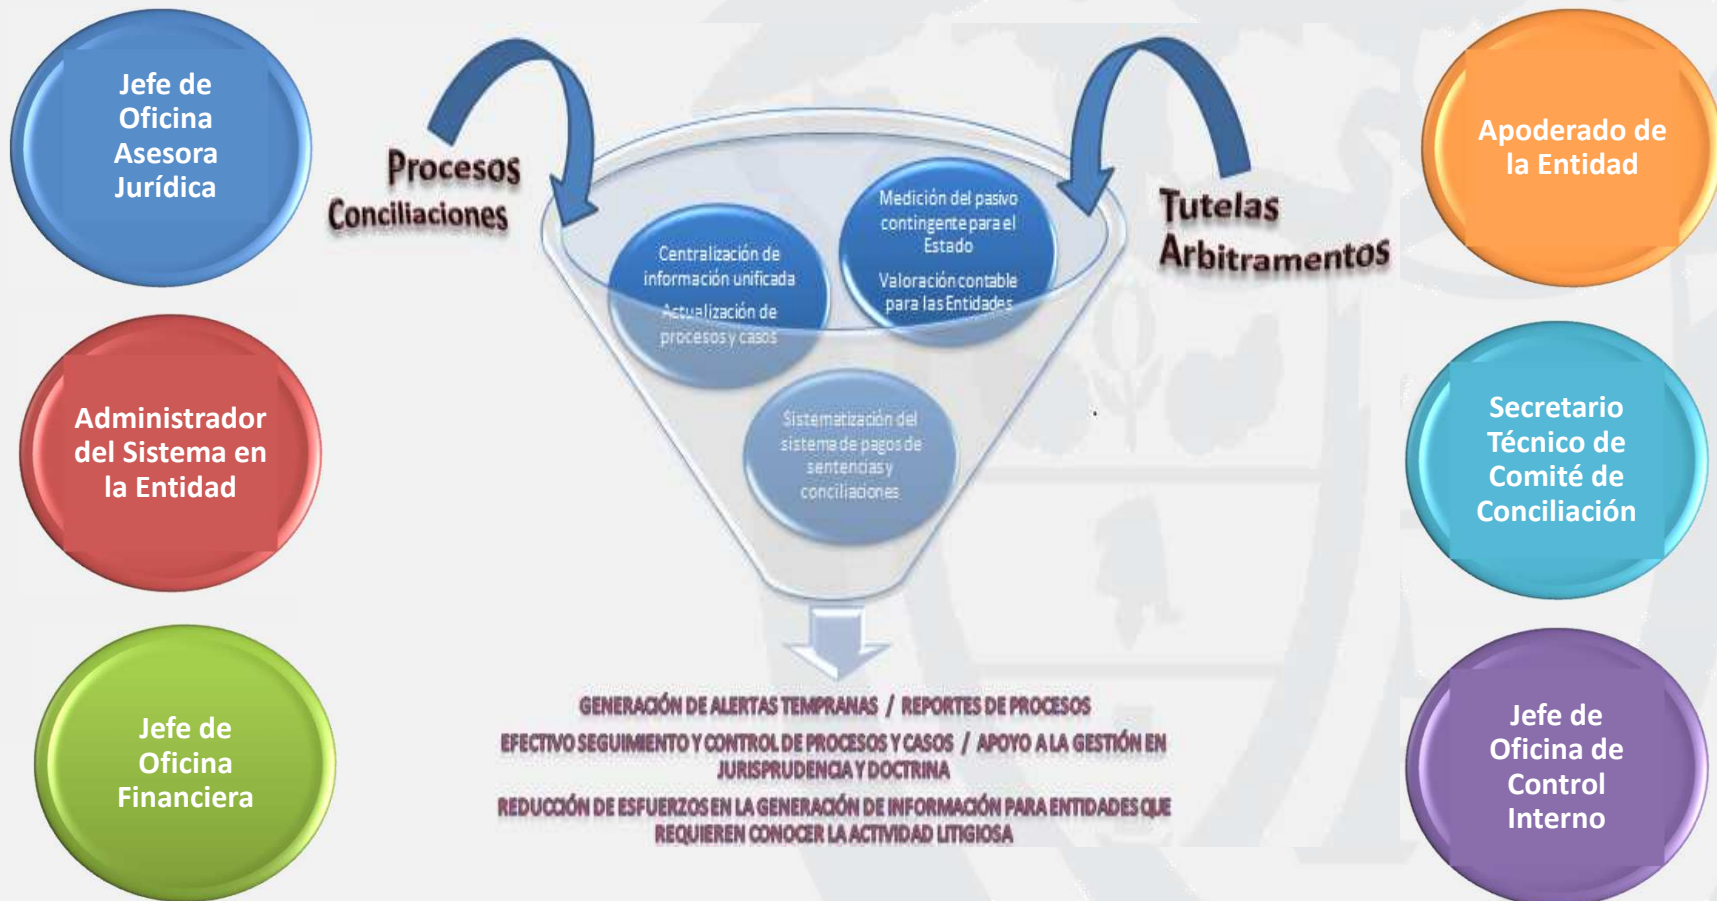 Jefe de
Oficina
Asesora
Jurídica
Administrador
del Sistema en
la Entidad
Jefe de
Oficina
Financiera
Procesos
Conciliaciones
Centralización de
información unificada
Actualización de
procesos y casos
Medición del pasivo
contingente para el
Estado
Valoración contable
para las Entidades
Sistematización del
sistema de pagos de
sentencias y
conciliaciones
Tutelas
Arbitramentos
GENERACIÓN DE ALERTAS TEMPRANAS / REPORTES DE PROCESOS
EFECTIVO SEGUIMIENTO Y CONTROL DE PROCESOS Y CASOS / APOYO A LA GESTIÓN EN
JURISPRUDENCIA Y DOCTRINA
REDUCCIÓN DE ESFUERZOS EN LA GENERACIÓN DE INFORMACIÓN PARA ENTIDADES QUE
REQUIEREN CONOCER LA ACTIVIDAD LITIGIOSA
Apoderado de
la Entidad
Secretario
Técnico de
Comité de
Conciliación
Jefe de
Oficina de
Control
Interno